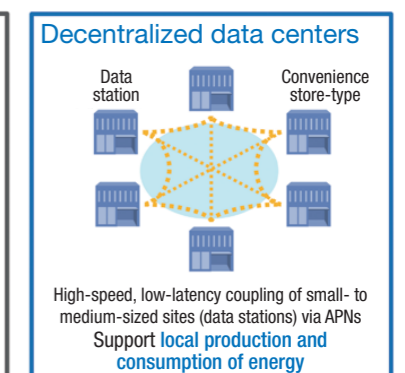 Decentralized data centers
Data
station
Convenience
store-type
High-speed, low-latency coupling of small- to
medium-sized sites (data stations) via APNs
Support local production and
consumption of energy